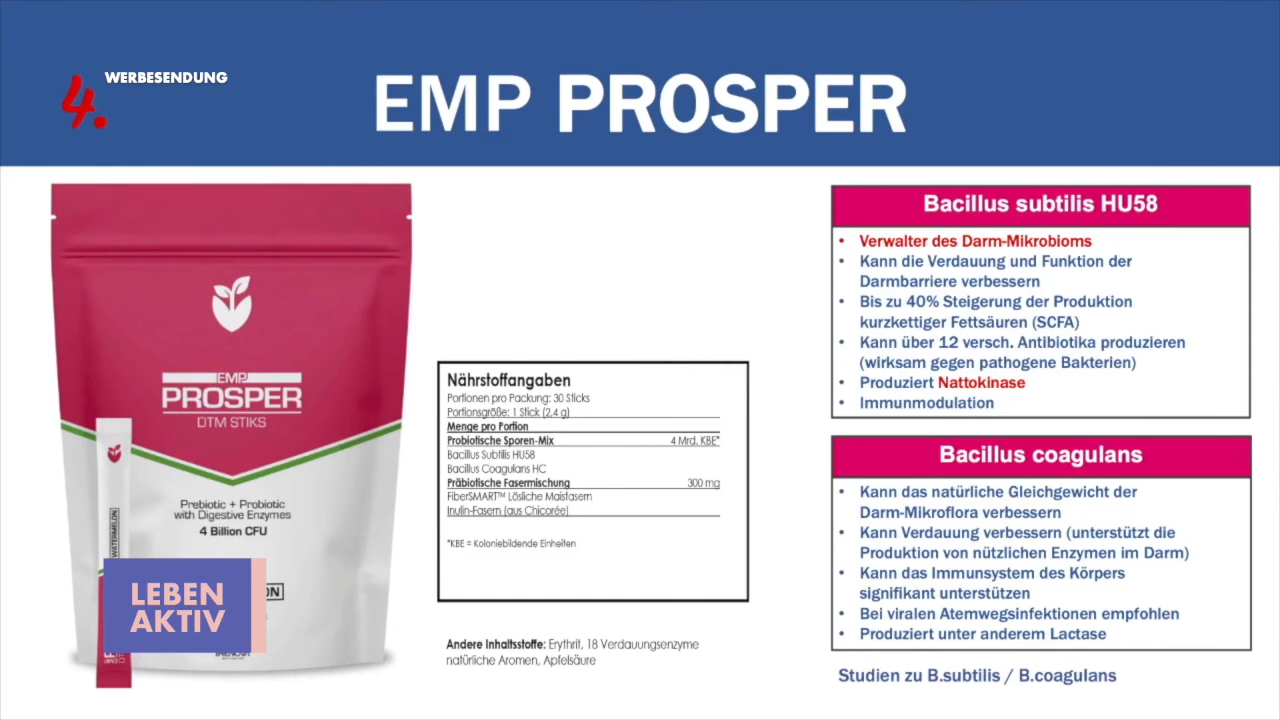 4.
WERBESENDUNG
EMP PROSPER
EMP
PROSPER
DTM STIKS
Prebiotic + Probiotic
with Digestive Enzymes
4 Billion CFU
WATERMELON
LEBEN
AKTIV
Nährstoffangaben
Portionen pro Packung: 30 Sticks
Portionsgröße: 1 Stick (2,4 g)
Menge pro Portion
Probiotische Sporen-Mix 4 Mrd. KBE*
Bacillus Subtilis HU58
Bacillus Coagulans HC
Präbiotische Fasermischung 300 mg
FiberSMART™ Lösliche Maisfasern
Inulin-Fasern (aus Chicorée)
*KBE = Koloniebildende Einheiten
Andere Inhaltsstoffe: Erythrit, 18 Verdauungsenzyme
natürliche Aromen, Apfelsäure
Bacillus subtilis HU58
• Verwalter des Darm-Mikrobioms
• Kann die Verdauung und Funktion der
Darmbarriere verbessern
• Bis zu 40% Steigerung der Produktion
kurzkettiger Fettsäuren (SCFA)
• Kann über 12 versch. Antibiotika produzieren
(wirksam gegen pathogene Bakterien)
• Produziert Nattokinase
• Immunmodulation
Bacillus coagulans
• Kann das natürliche Gleichgewicht der
Darm-Mikroflora verbessern
• Kann Verdauung verbessern (unterstützt die
Produktion von nützlichen Enzymen im Darm)
• Kann das Immunsystem des Körpers
signifikant unterstützen
• Bei viralen Atemwegsinfektionen empfohlen
• Produziert unter anderem Lactase
Studien zu B.subtilis / B.coagulans